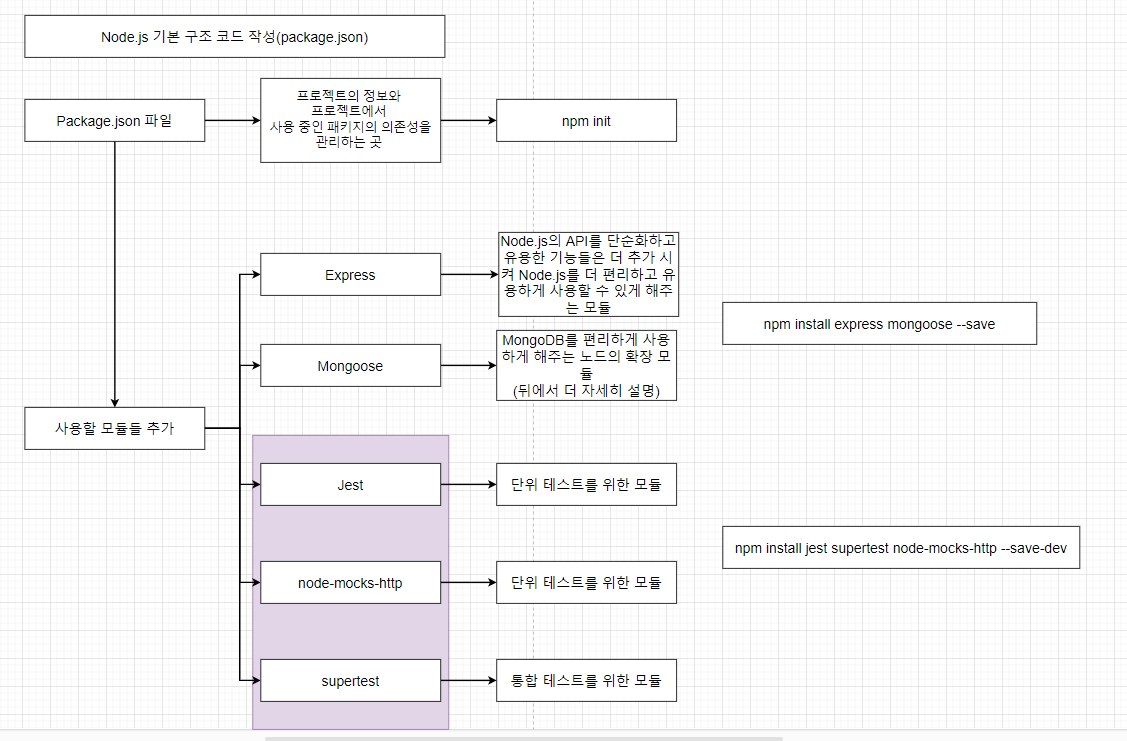 Node.js 기본 구조 코드 작성(package.json)
Package.json 파일
프로젝트의 정보와
프로젝트에서
사용 중인 패키지의 의존성을
관리하는 곳
npm init
Express
Node.js의 API를 단순화하고
유용한 기능들은 더 추가 시
켜 Node.js를 더 편리하고 유
용하게 사용할 수 있게 해주
는 모듈
npm install express mongoose --save
Mongoose
MongoDB를 편리하게 사용
하게 해주는 노드의 확장 모
듈
(뒤에서 더 자세히 설명)
사용할 모듈들 추가
Jest
단위 테스트를 위한 모듈
npm install jest supertest node-mocks-http --save-dev
node-mocks-http
단위 테스트를 위한 모듈
supertest
통합 테스트를 위한 모듈